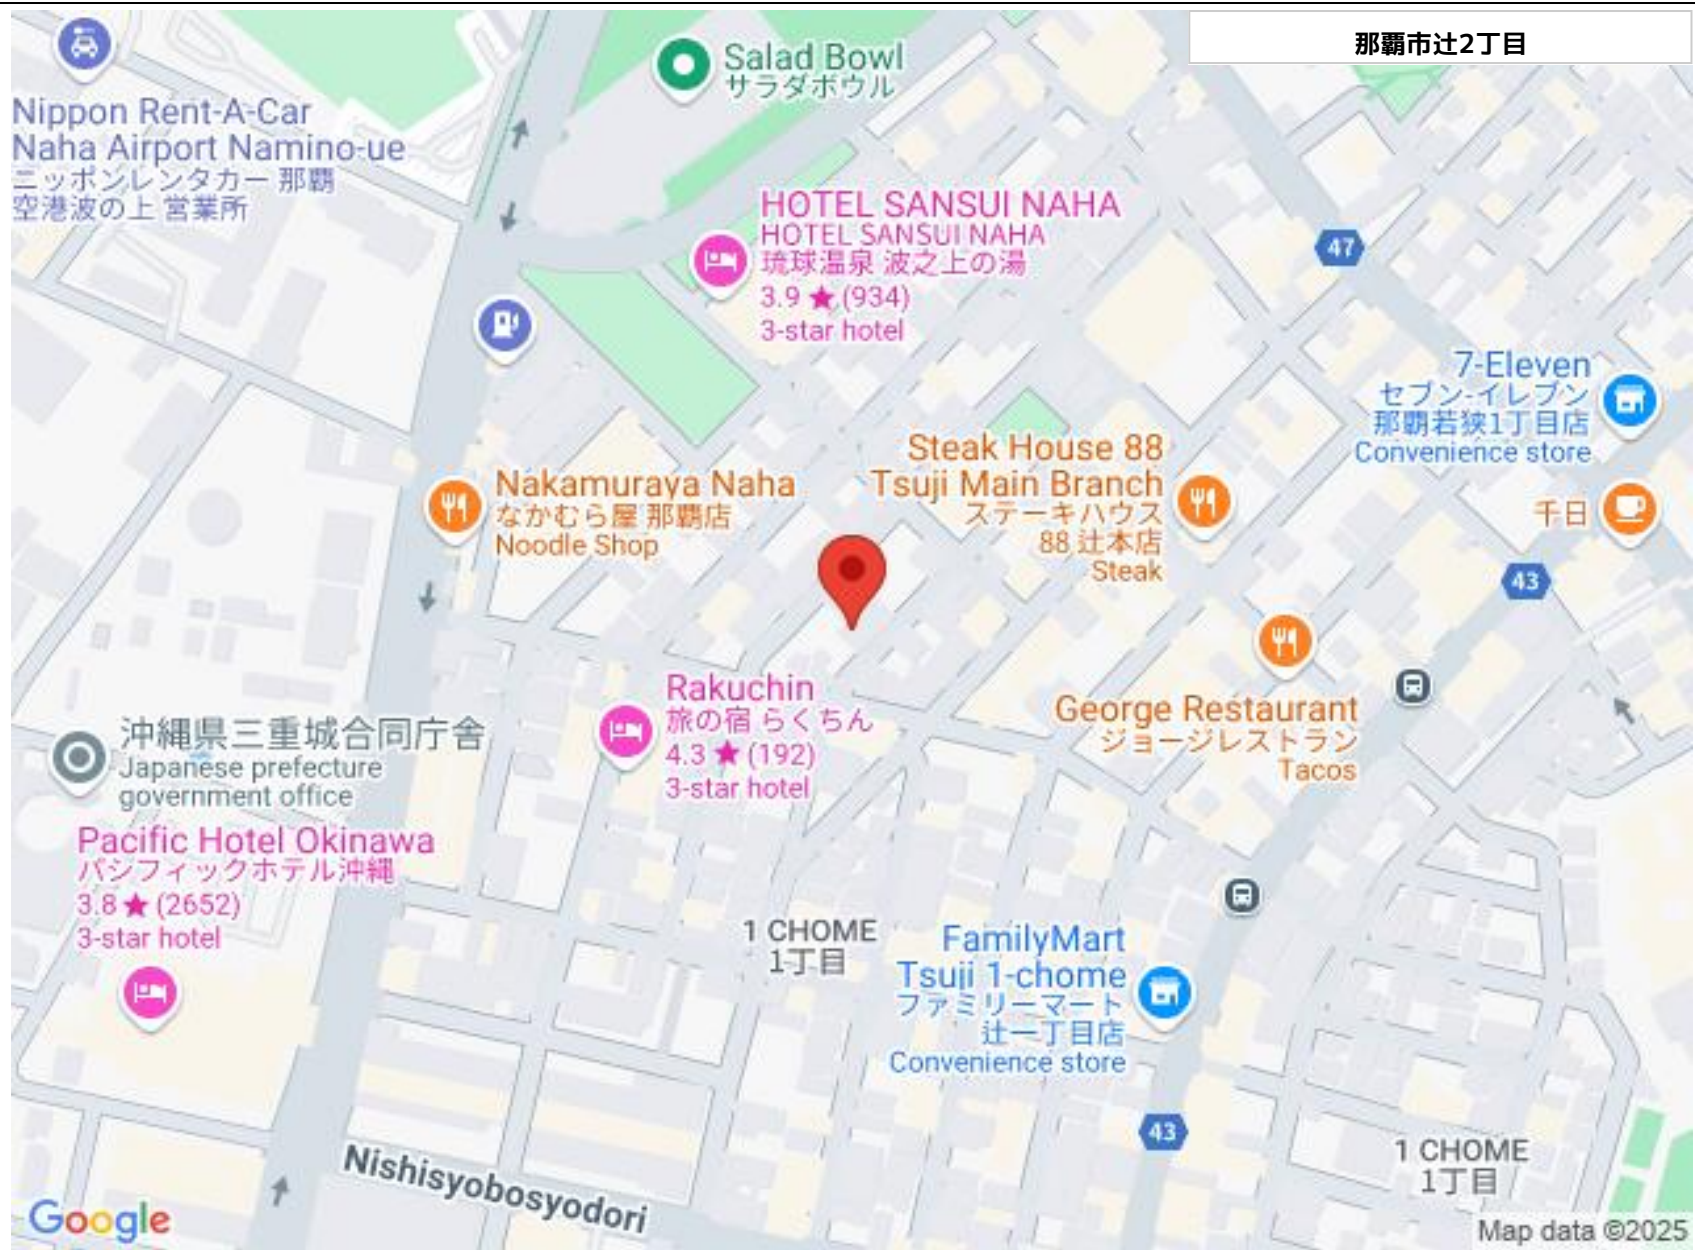 那覇市辻2丁目
Salad Bowl
サラダボウル
Nippon Rent-A-Car
Naha Airport Namino-ue
ニッポンレンタカー 那覇
空港波の上 営業所
HOTEL SANSUI NAHA
HOTEL SANSUI NAHA
琉球温泉 波之上の湯
3.9 ★ (934)
3-star hotel
47
7-Eleven
セブン-イレブン
那覇若狭1丁目店
Convenience store
Steak House 88
Tsuji Main Branch
ステーキハウス
88 辻本店
Steak
Nakamuraya Naha
なかむら屋 那覇店
Noodle Shop
千日
43
Rakuchin
旅の宿 らくちん
4.3 ★ (192)
3-star hotel
George Restaurant
ジョージレストラン
Tacos
沖縄県三重城合同庁舎
Japanese prefecture
government office
Pacific Hotel Okinawa
パシフィックホテル沖縄
3.8 ★ (2652)
3-star hotel
1 CHOME
1丁目
FamilyMart
Tsuji 1-chome
ファミリーマート
辻一丁目店
Convenience store
43
1 CHOME
1丁目
Nishisyobosyodori
Google
Map data ©2025